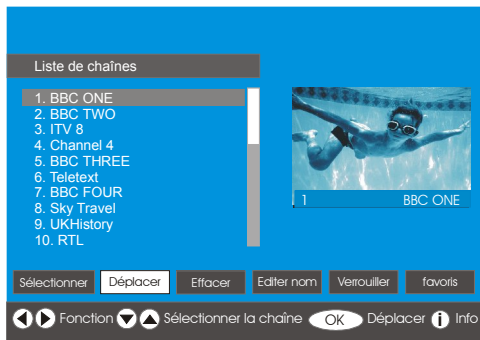 Liste de chaînes
1. BBC ONE
2. BBC TWO
3. ITV 8
4. Channel 4
5. BBC THREE
6. Teletext
7. BBC FOUR
8. Sky Travel
9. UKHistory
10. RTL
1 BBC ONE
Sélectionner Déplacer Effacer Editer nom Verrouiller favoris
Fonction Sélectionner la chaîne OK Déplacer i Info